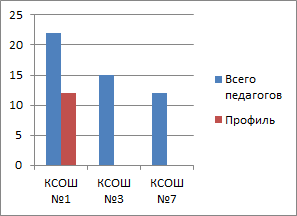 25
20
15
10
5
0
КСОШ №1
КСОШ №3
КСОШ №7
Всего
педагогов
Профиль